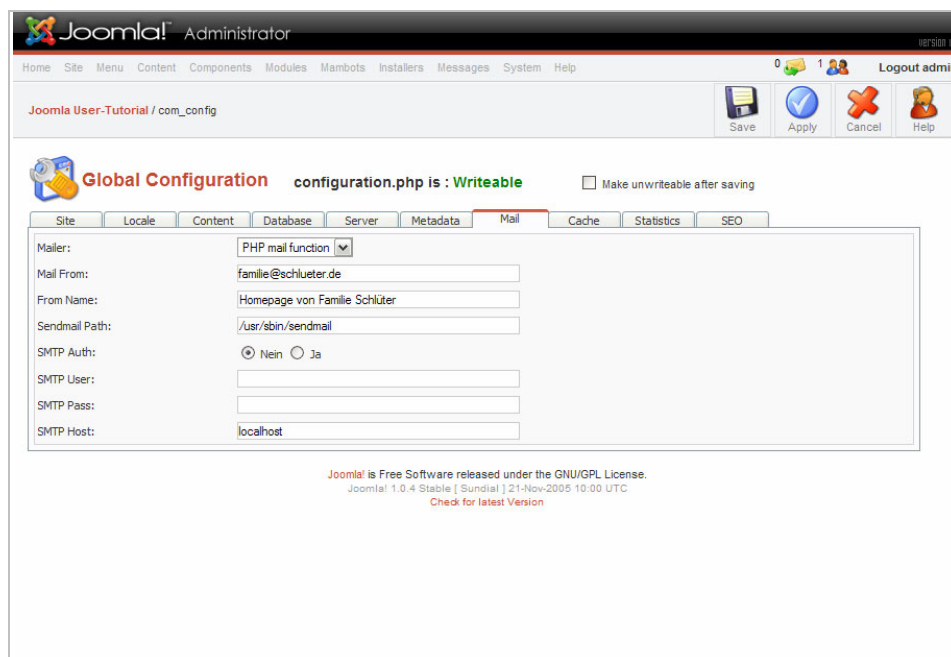 Joomla!™ Administrator
version
Home Site Menu Content Components Modules Mambots Installers Messages System Help 0 1 Logout admi
Joomla User-Tutorial / com_config
Save Apply Cancel Help
Global Configuration configuration.php is : Writeable Make unwriteable after saving
Site Locale Content Database Server Metadata Mail Cache Statistics SEO
Mailer: PHP mail function
Mail From: familie@schlueter.de
From Name: Homepage von Familie Schlüter
Sendmail Path: /usr/sbin/sendmail
SMTP Auth: Nein Ja
SMTP User:
SMTP Pass:
SMTP Host: localhost
Joomla! is Free Software released under the GNU/GPL License.
Joomla! 1.0.4 Stable [ Sundial ] 21-Nov-2005 10:00 UTC
Check for latest Version